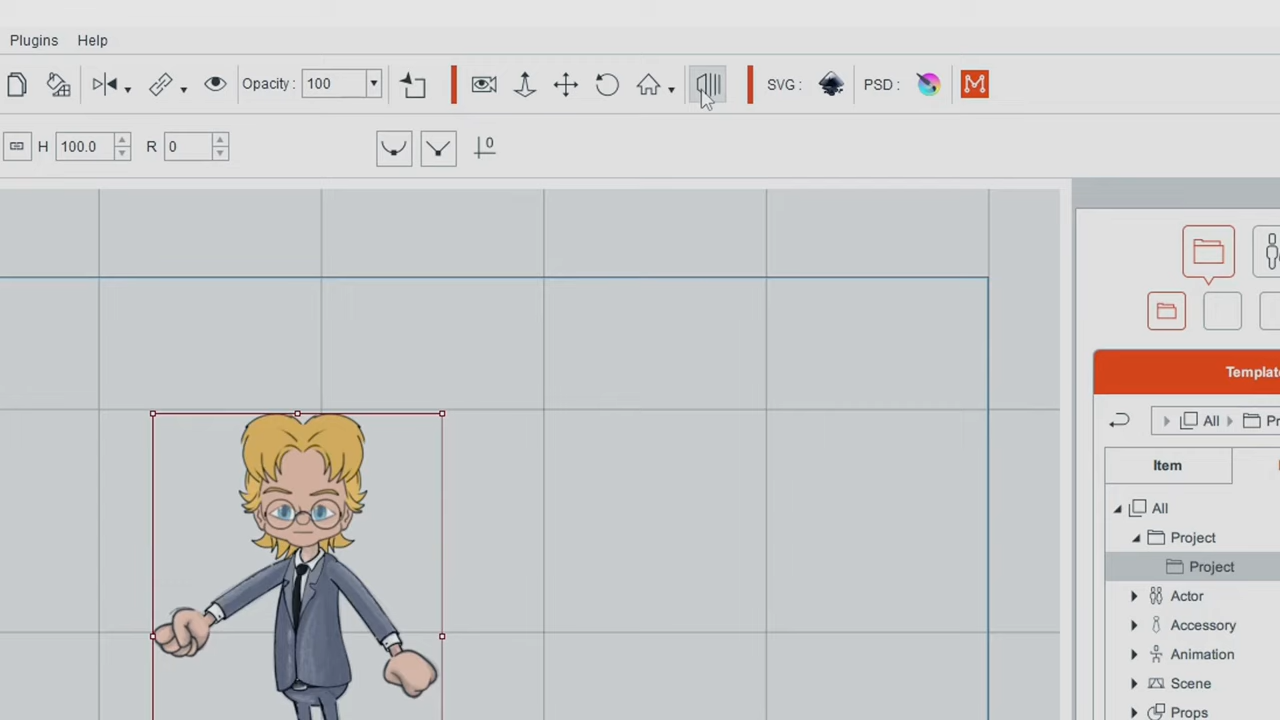 Plugins Help
Opacity : 100 SVG : PSD :
H 100.0 R 0 0
Template
All Pr
Item
All
Project
Project
Actor
Accessory
Animation
Scene
Props